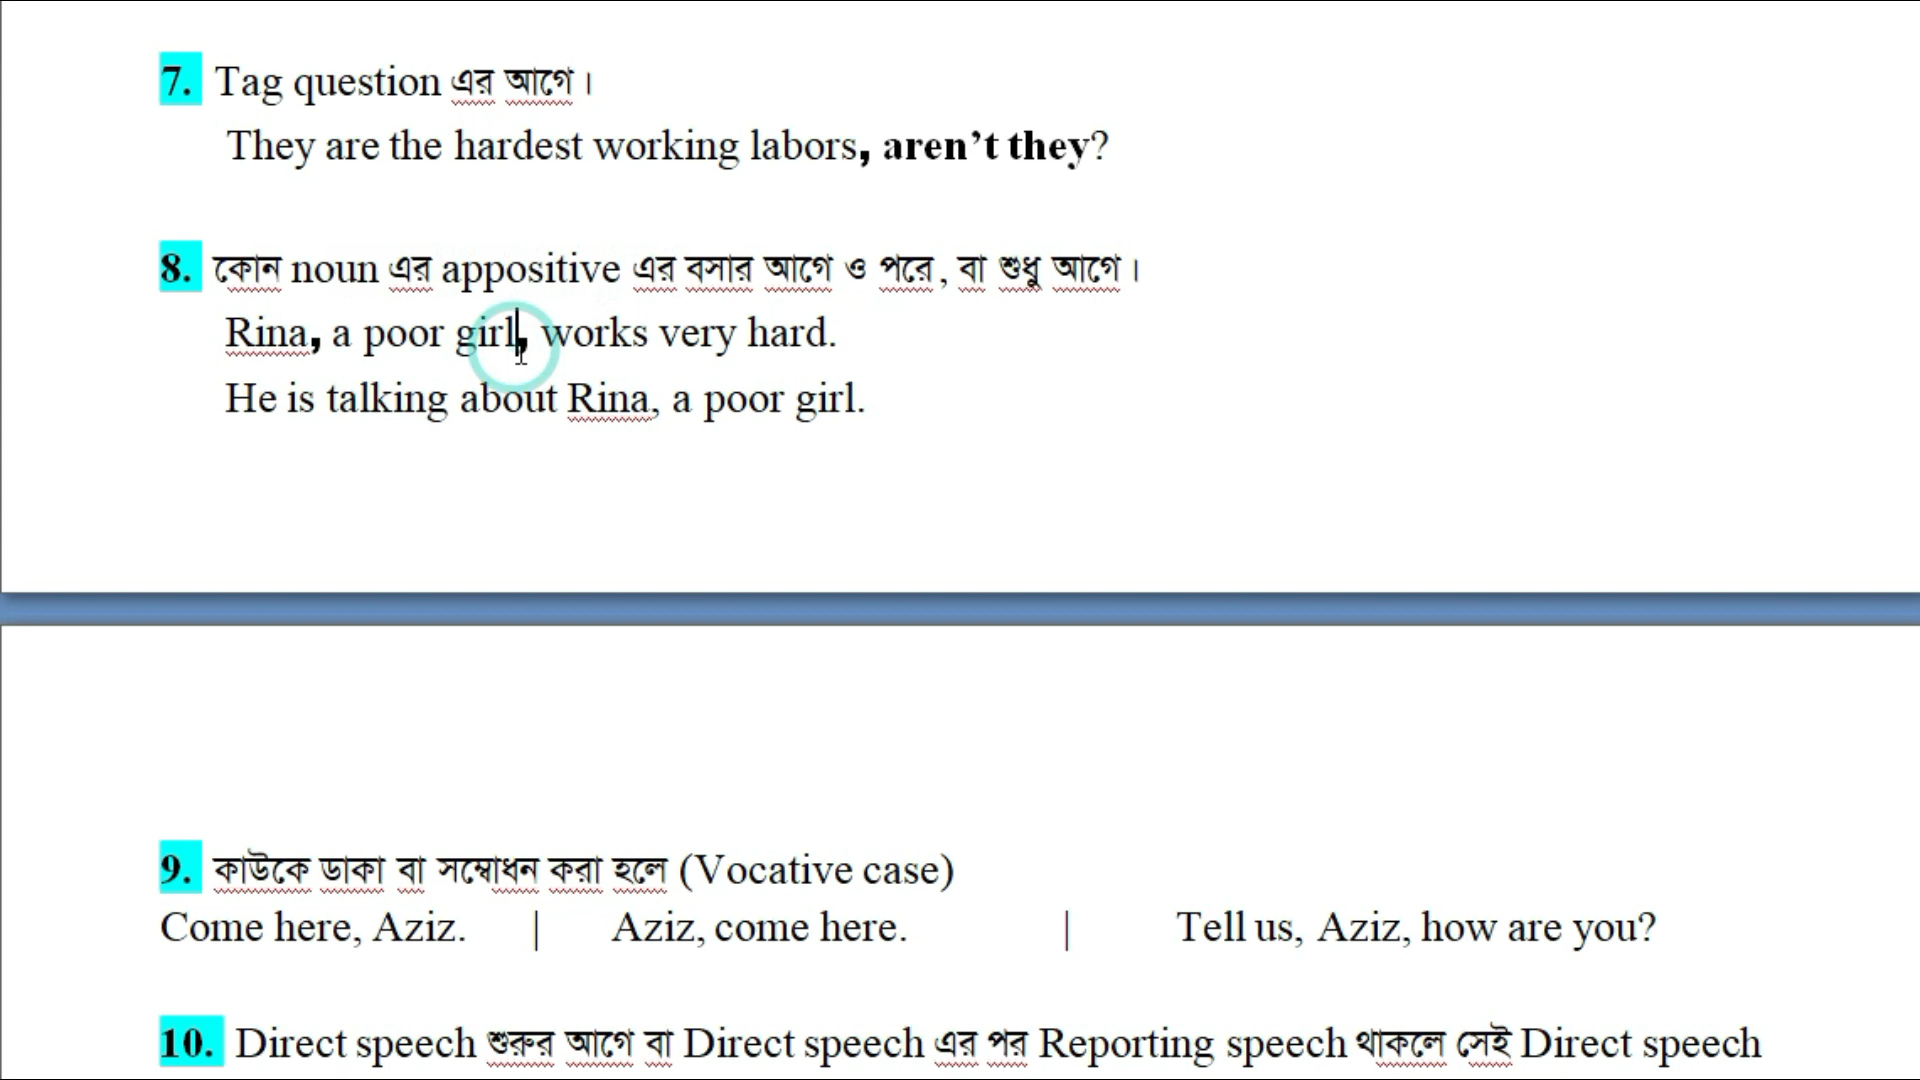 7. Tag question এর আগে।
They are the hardest working labors, aren’t they?
8. কোন noun এর appositive এর বসার আগে ও পরে, বা শুধু আগে।
Rina, a poor girl, works very hard.
He is talking about Rina, a poor girl.
9. কাউকে ডাকা বা সম্বোধন করা হলে (Vocative case)
Come here, Aziz. | Aziz, come here. | Tell us, Aziz, how are you?
10. Direct speech শুরুর আগে বা Direct speech এর পর Reporting speech থাকলে সেই Direct speech